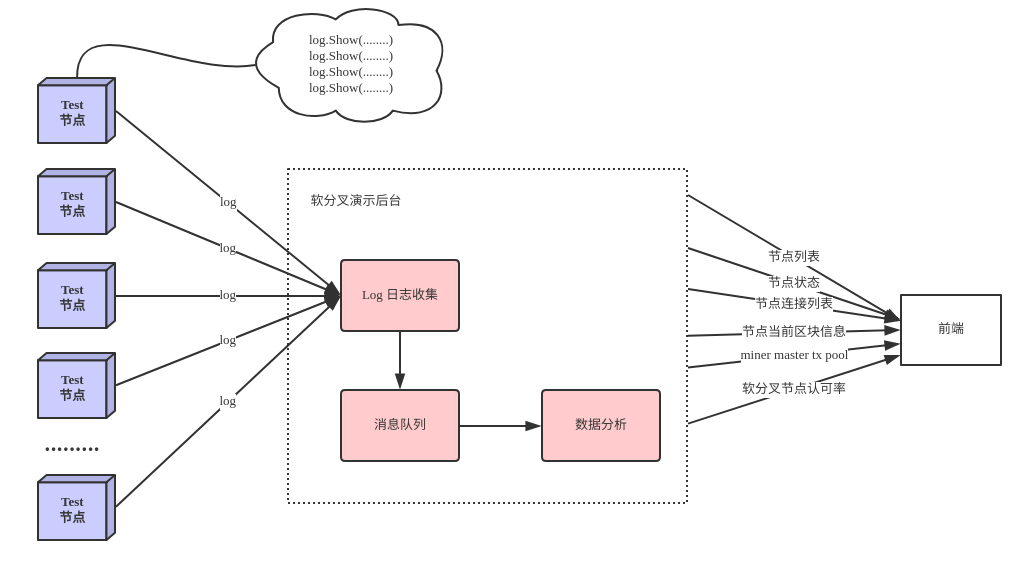 log.Show(........)
log.Show(........)
log.Show(........)
log.Show(........)
Test
节点
Test
节点
Test
节点
Test
节点
.........
Test
节点
log
log
log
log
log
软分叉演示后台
Log 日志收集
消息队列
数据分析
节点列表
节点状态
节点连接列表
节点当前区块信息
miner master tx pool
软分叉节点认可率
前端